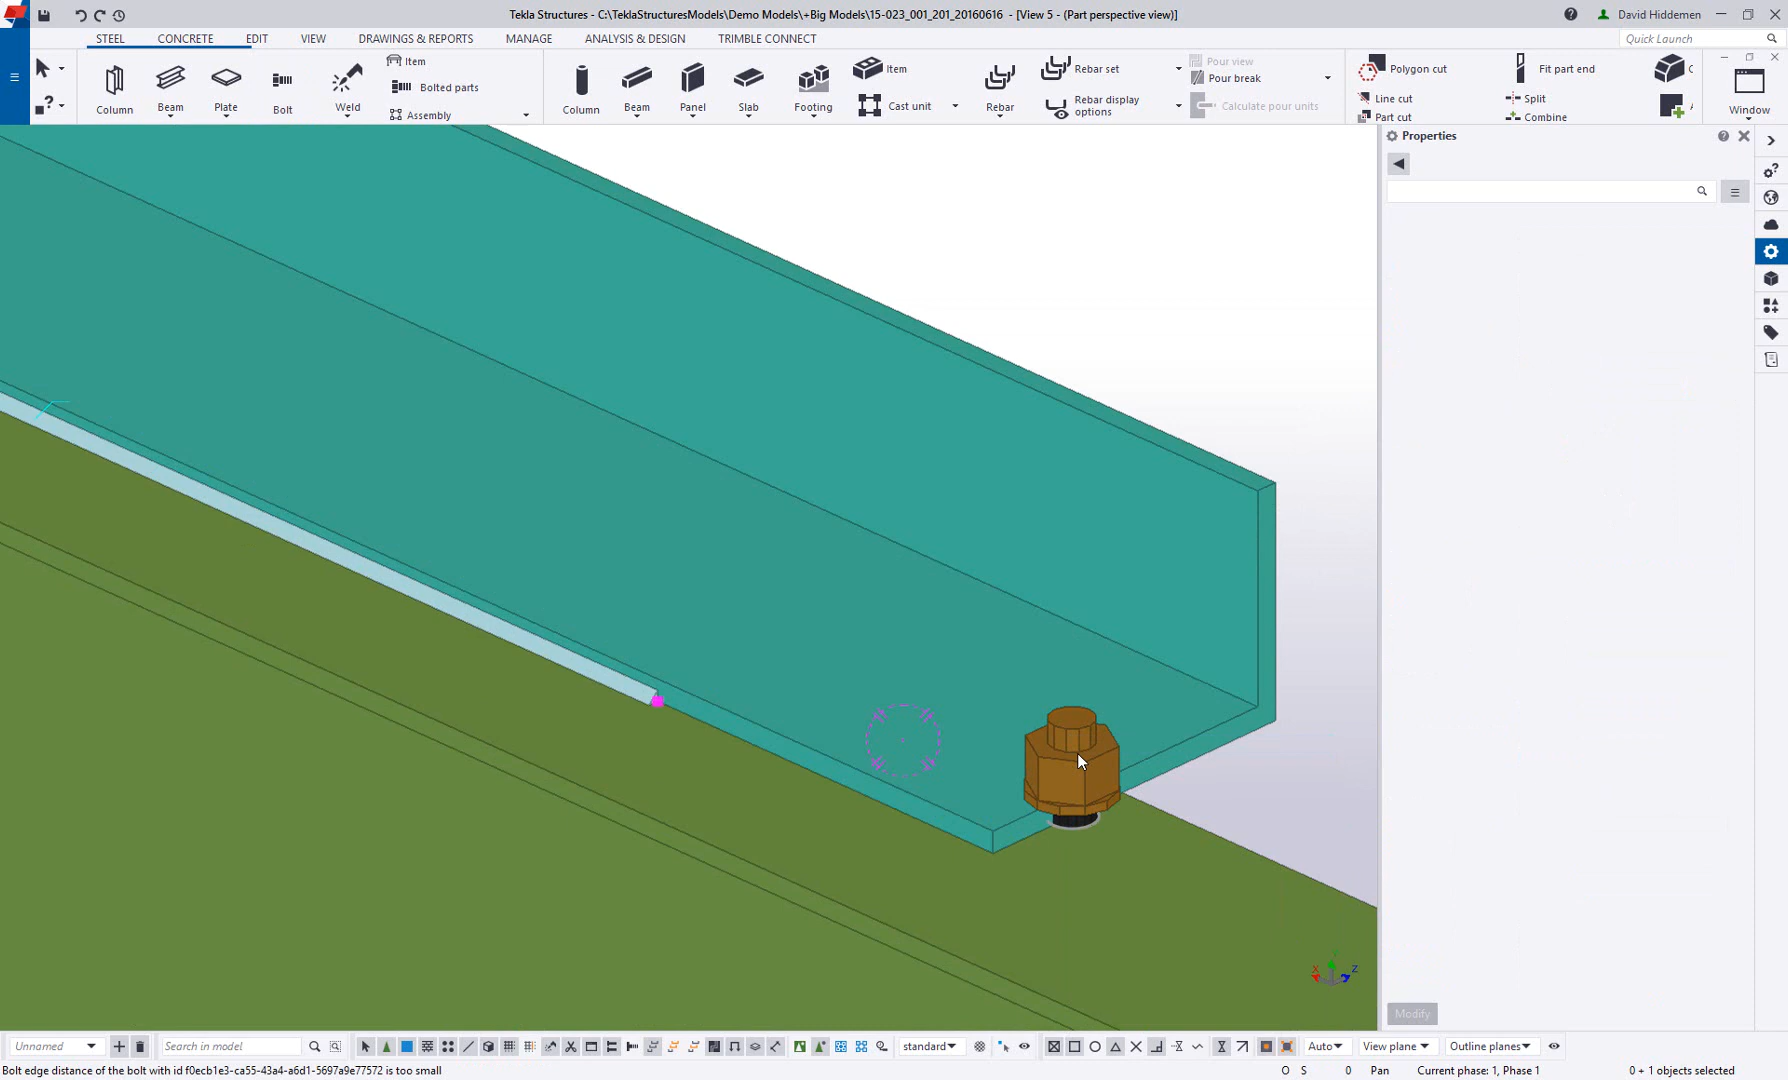 Tekla Structures - C:\TeklaStructuresModels\Demo Models\+Big Models\15-023_001_201_20160616 - [View 5 - (Part perspective view)]
David Hiddemen
STEEL CONCRETE EDIT VIEW DRAWINGS & REPORTS MANAGE ANALYSIS & DESIGN TRIMBLE CONNECT
Quick Launch
Column Beam Plate Bolt Weld
Item
Bolted parts
Assembly
Column Beam Panel Slab Footing
Item
Cast unit
Rebar
Rebar set
Rebar display options
Pour view
Pour break
Calculate pour units
Polygon cut
Line cut
Part cut
Fit part end
Split
Combine
Window
Properties
Modify
X Y Z
Unnamed
Search in model
standard
Auto
View plane
Outline planes
Bolt edge distance of the bolt with id f0ecb1e3-ca55-43a4-a6d1-5697a9e77572 is too small
O S 0 Pan Current phase: 1, Phase 1 0 + 1 objects selected